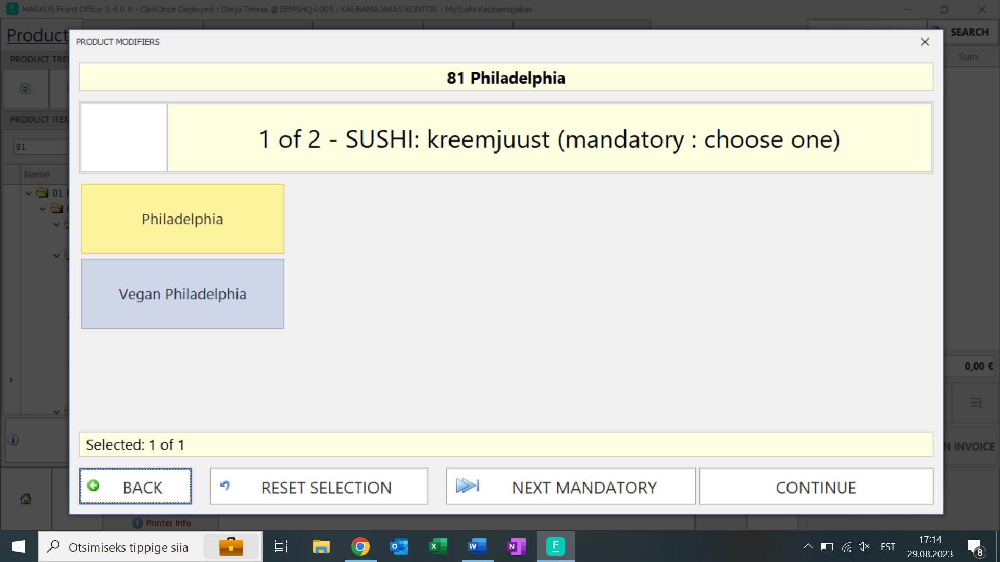 MARKUS Front Office 3.4.0.6 - ClickOnce Deployed : Darja Timina @ EEMSHQ-L005 : KAUBAMAJAKAS KONTOR : MySushi Kaubamajakas
Product
SEARCH
PRODUCT MODIFIERS
PRODUCT TREE
Sum
81 Philadelphia
PRODUCT ITEM
1 of 2 - SUSHI: kreemjuust (mandatory : choose one)
81
Name
01
Philadelphia
Vegan Philadelphia
0,00 €
Selected: 1 of 1
N INVOICE
BACK
RESET SELECTION
NEXT MANDATORY
CONTINUE
Printer Info
Otsimiseks tippige siia
EST
17:14
29.08.2023
8